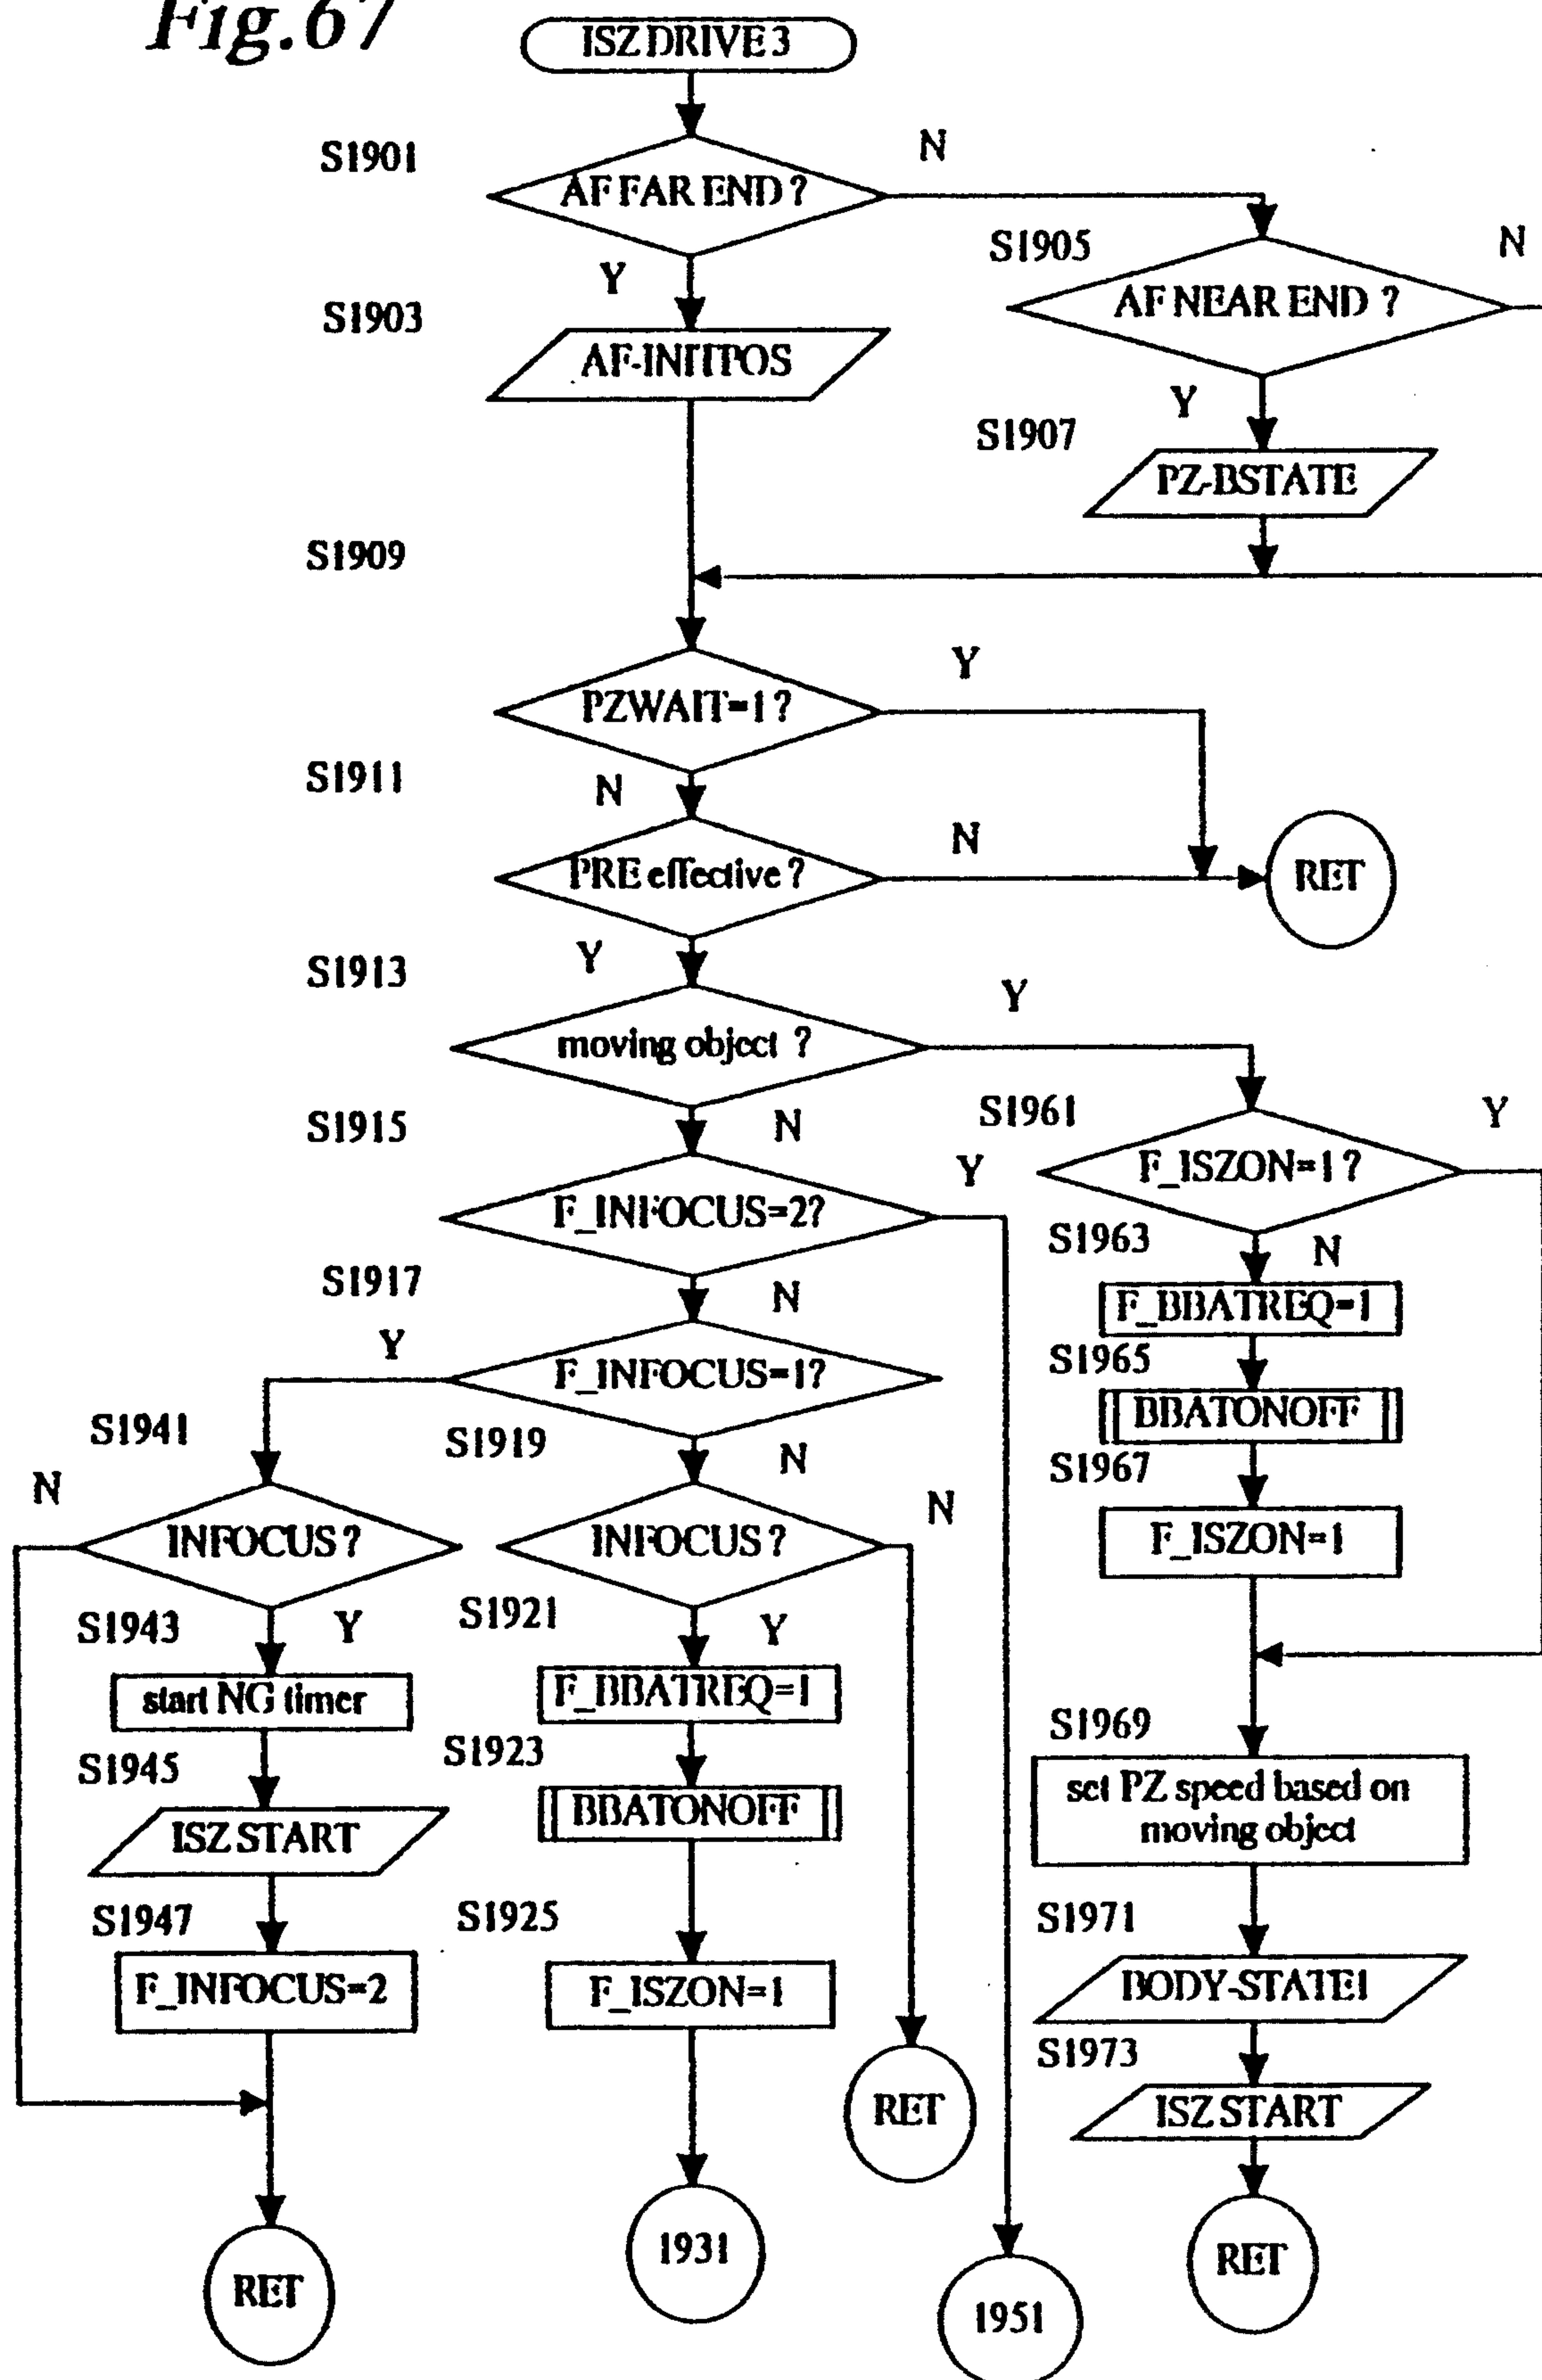 Fig.67
ISZ DRIVE 3
S1901
AF FAR END ?
N
Y
S1903
AF-INITPOS
S1905
AF NEAR END ?
N
Y
S1907
PZ-BSTATE
S1909
PZWAIT=1 ?
Y
N
S1911
PRE effective ?
N
RET
Y
S1913
moving object ?
Y
N
S1915
F_INFOCUS=2?
Y
N
S1917
F_INFOCUS=1?
Y
N
S1961
F_ISZON=1 ?
Y
N
S1963
F_BBATREQ=1
S1965
BBATONOFF
S1967
F_ISZON=1
S1969
set PZ speed based on
moving object
S1971
BODY-STATE1
S1973
ISZ START
RET
S1941
INFOCUS ?
N
Y
S1943
start NG timer
S1945
ISZ START
S1947
F_INFOCUS=2
RET
S1919
INFOCUS ?
N
Y
S1921
F_BBATREQ=1
S1923
BBATONOFF
S1925
F_ISZON=1
1931
RET
1951